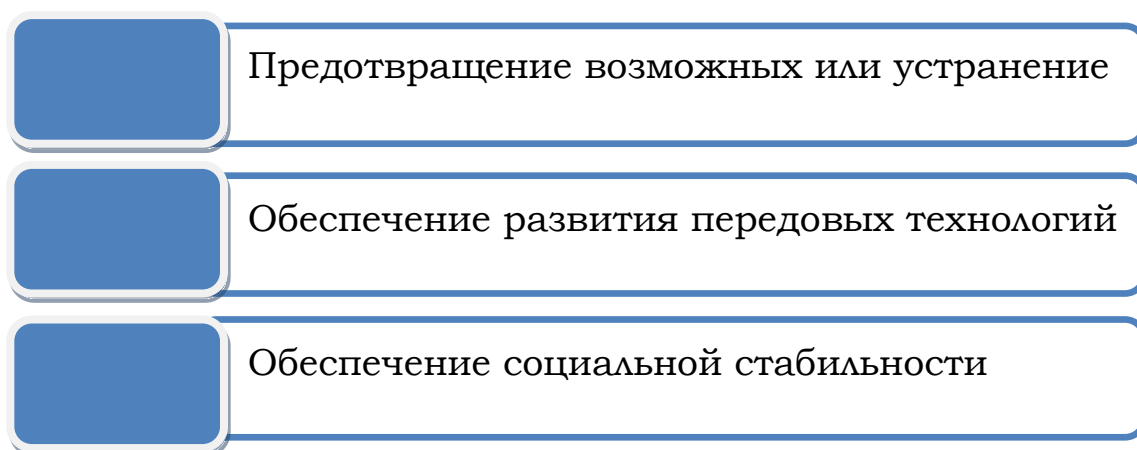 Предотвращение возможных или устранение
Обеспечение развития передовых технологий
Обеспечение социальной стабильности